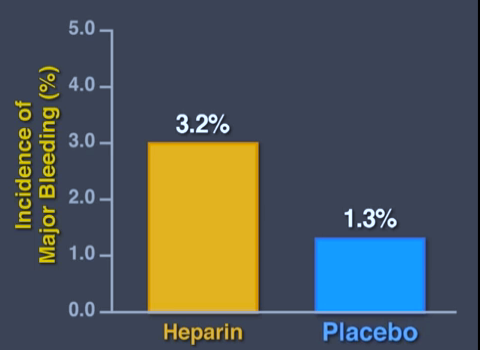 Incidence of
Major Bleeding (%)
5.0
4.0
3.0
2.0
1.0
0.0
3.2%
1.3%
Heparin
Placebo